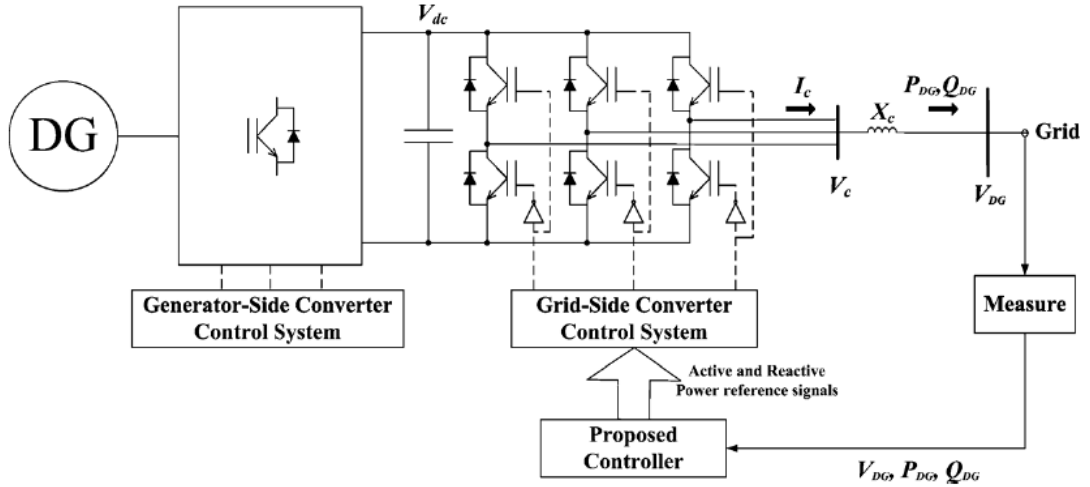 V_dc
I_c
P_DG, Q_DG
DG
X_c
Grid
V_c
V_DG
Generator-Side Converter
Control System
Grid-Side Converter
Control System
Measure
Active and Reactive
Power reference signals
Proposed
Controller
V_DG, P_DG, Q_DG